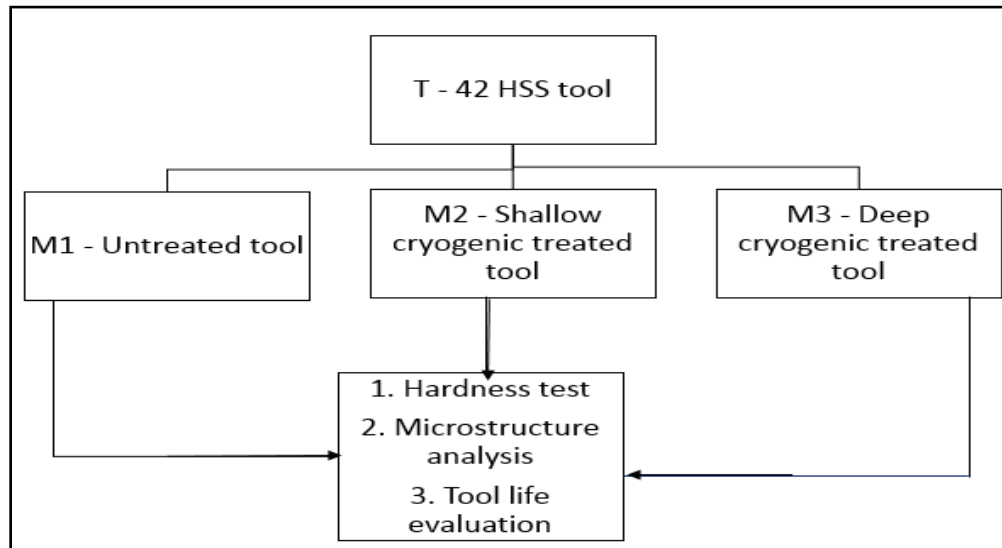 T - 42 HSS tool
M1 - Untreated tool
M2 - Shallow
cryogenic treated
tool
M3 - Deep
cryogenic treated
tool
1. Hardness test
2. Microstructure
analysis
3. Tool life
evaluation